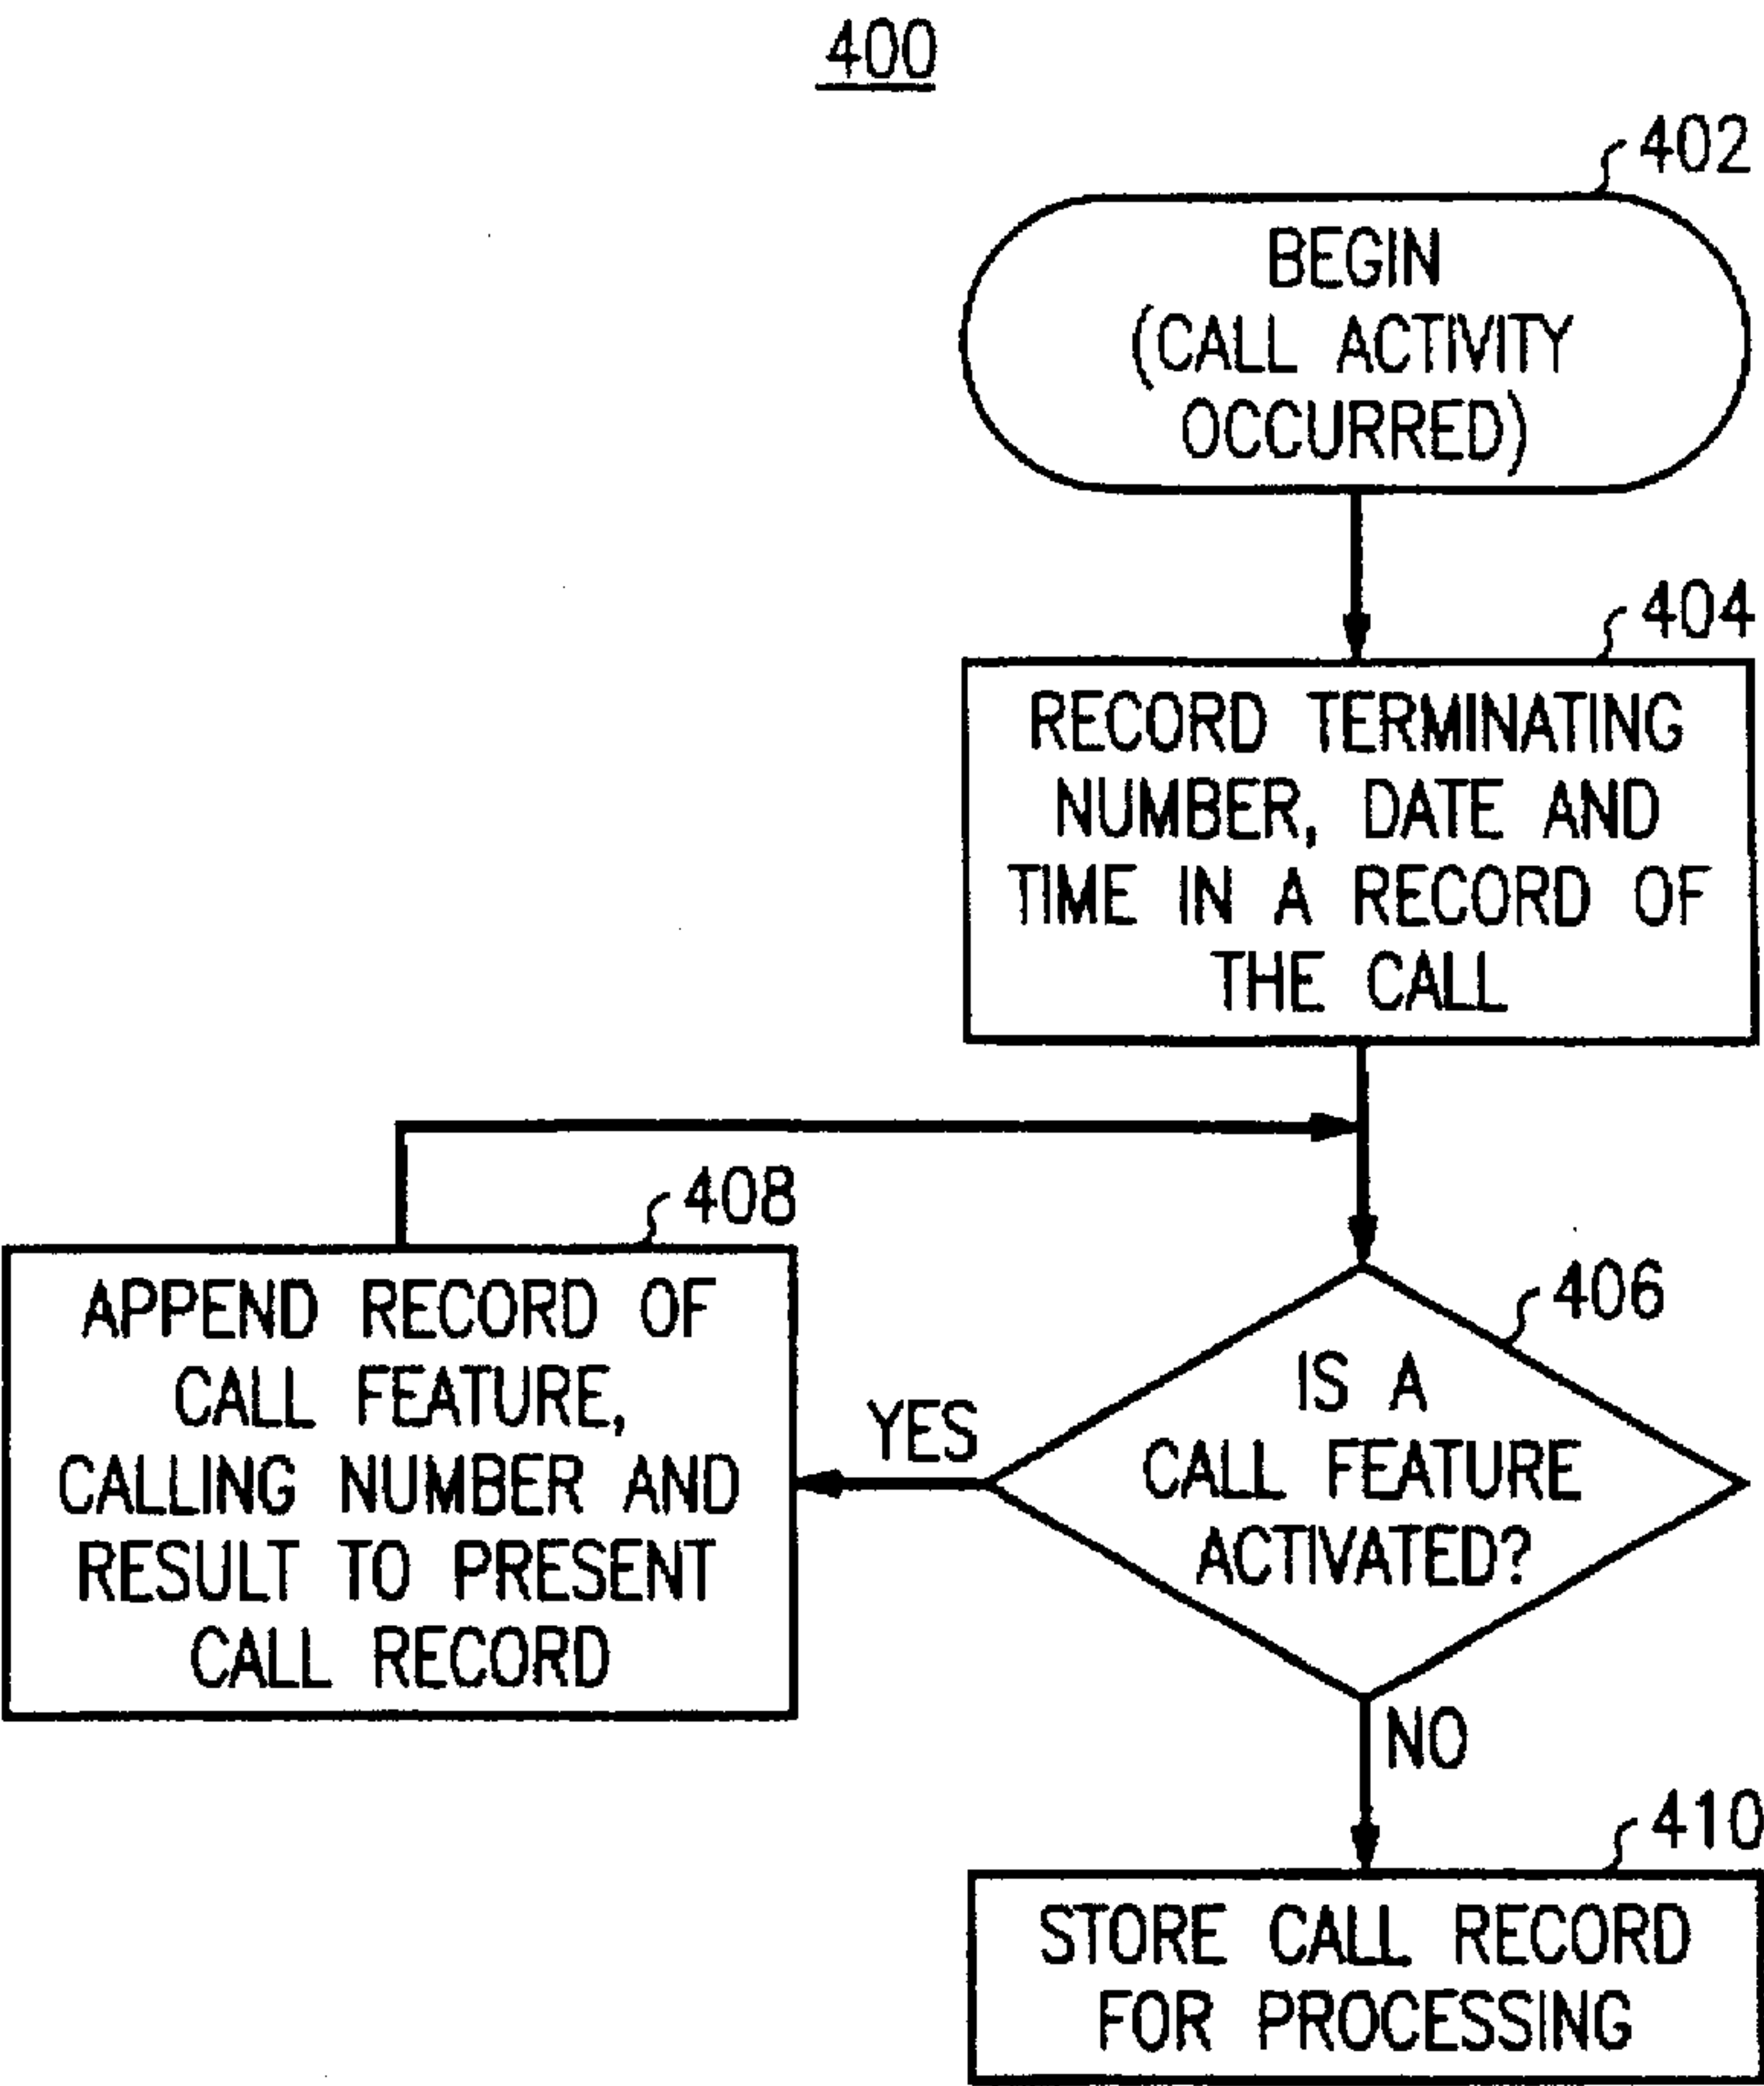 400
402
BEGIN
(CALL ACTIVITY
OCCURRED)
404
RECORD TERMINATING
NUMBER, DATE AND
TIME IN A RECORD OF
THE CALL
408
APPEND RECORD OF
CALL FEATURE,
CALLING NUMBER AND
RESULT TO PRESENT
CALL RECORD
YES
406
IS A
CALL FEATURE
ACTIVATED?
NO
410
STORE CALL RECORD
FOR PROCESSING